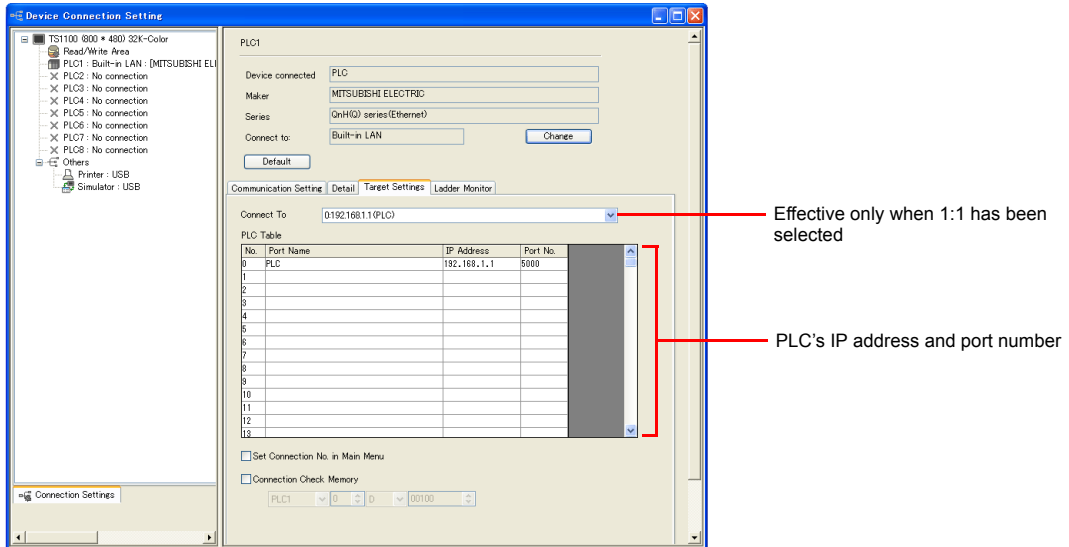 Device Connection Setting
TS1100 (800 * 480) 32K-Color
Read/Write Area
PLC1 : Built-in LAN : [MITSUBISHI ELE
PLC2 : No connection
PLC3 : No connection
PLC4 : No connection
PLC5 : No connection
PLC6 : No connection
PLC7 : No connection
PLC8 : No connection
Others
Printer : USB
Simulator : USB
Connection Settings
PLC1
Device connected PLC
Maker MITSUBISHI ELECTRIC
Series QnH(Q) series(Ethernet)
Connect to: Built-in LAN Change
Default
Communication Setting Detail Target Settings Ladder Monitor
Connect To 0:192.168.1.1(PLC)
PLC Table
No. Port Name IP Address Port No.
0 PLC 192.168.1.1 5000
1
2
3
4
5
6
7
8
9
10
11
12
13
Set Connection No. in Main Menu
Connection Check Memory
PLC1 0 D 00100
Effective only when 1:1 has been
selected
PLC's IP address and port number